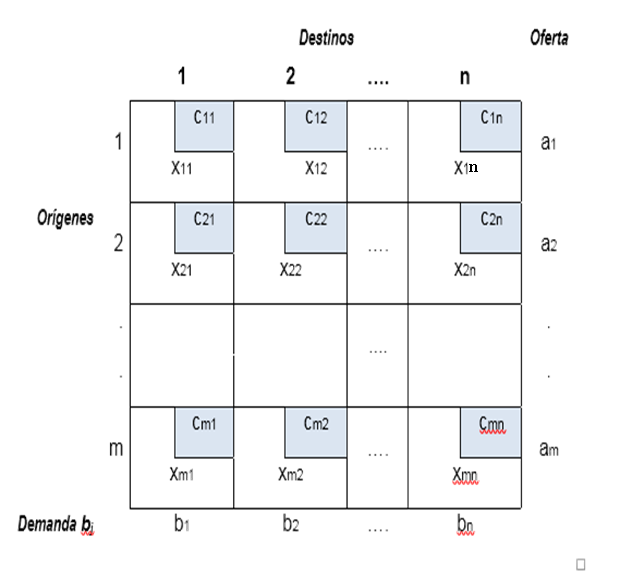 Destinos Oferta
1 2 .... n
C11 C12 C1n
1 .... a1
X11 X12 X1n
Orígenes C21 C22 C2n
2 .... a2
X21 X22 X2n
. .
....
. .
Cm1 Cm2 Cmn
m .... am
Xm1 Xm2 Xmn
Demanda bj b1 b2 .... bn